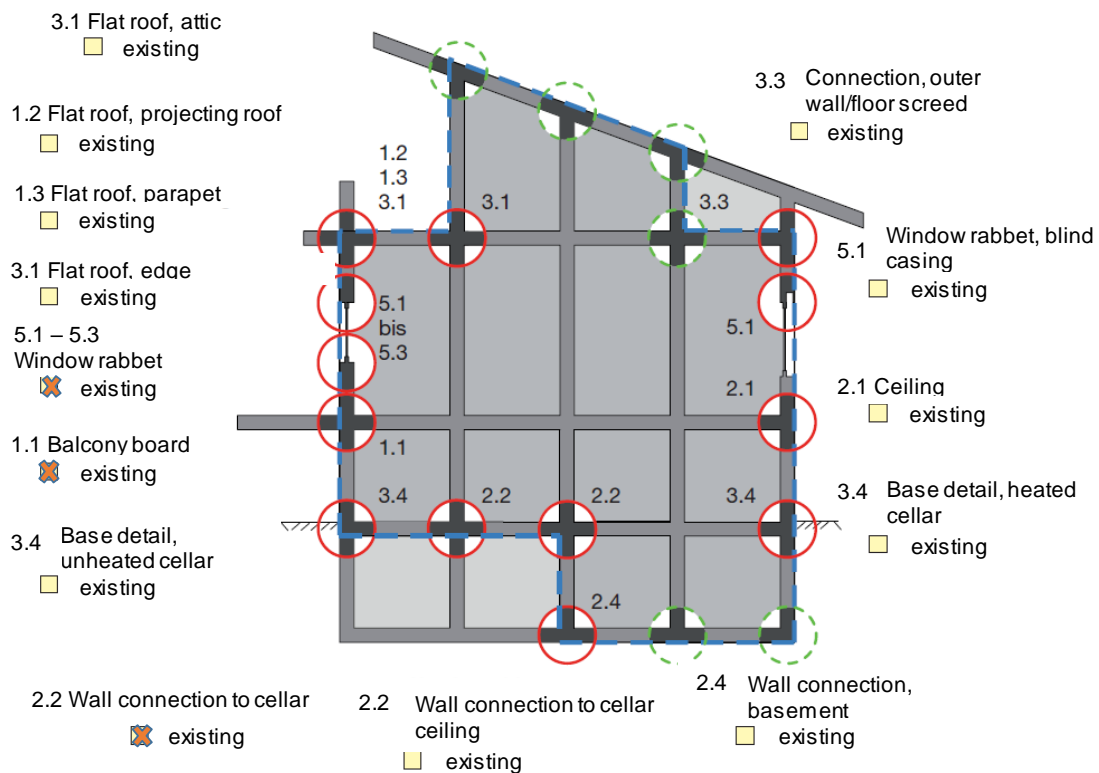 3.1 Flat roof, attic
existing
1.2 Flat roof, projecting roof
existing
1.3 Flat roof, parapet
existing
3.1 Flat roof, edge
existing
5.1 – 5.3
Window rabbet
existing
1.1 Balcony board
existing
3.4 Base detail,
unheated cellar
existing
1.2
1.3
3.1
3.1
3.3
5.1
bis
5.3
5.1
2.1
1.1
3.4
2.2
2.2
3.4
2.4
3.3 Connection, outer
wall/floor screed
existing
5.1 Window rabbet, blind
casing
existing
2.1 Ceiling
existing
3.4 Base detail, heated
cellar
existing
2.2 Wall connection to cellar
existing
2.2 Wall connection to cellar
ceiling
existing
2.4 Wall connection,
basement
existing